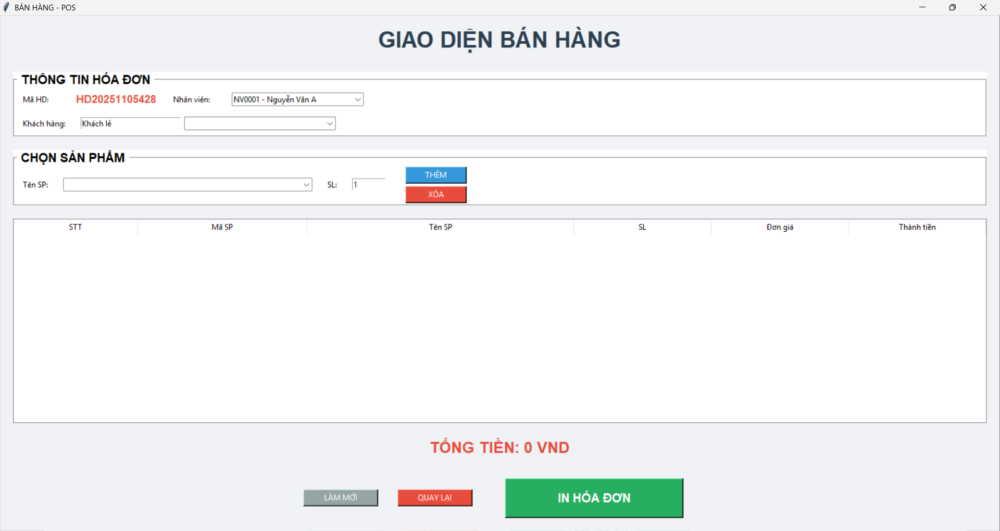 BÁN HÀNG - POS
GIAO DIỆN BÁN HÀNG
THÔNG TIN HÓA ĐƠN
Mã HD: HD20251105428 Nhân viên: NV0001 - Nguyễn Văn A
Khách hàng: Khách lẻ
CHỌN SẢN PHẨM
THÊM
Tên SP: SL: 1
XÓA
STT Mã SP Tên SP SL Đơn giá Thành tiền
TỔNG TIỀN: 0 VND
LÀM MỚI QUAY LẠI IN HÓA ĐƠN